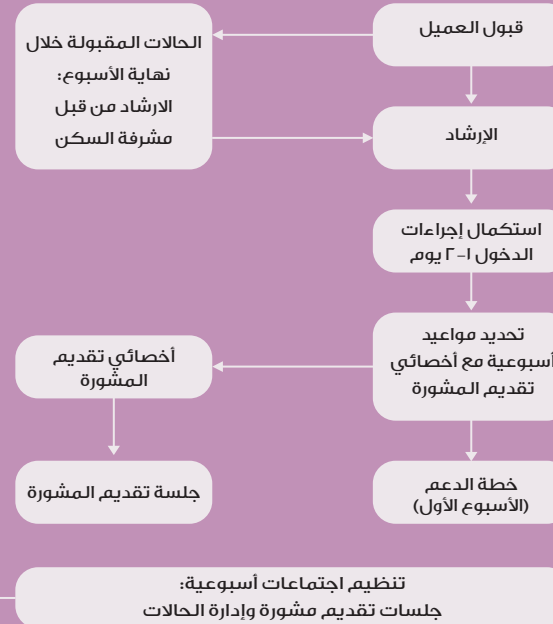 قبول العميل
الحالات المقبولة خلال
نهاية الأسبوع:
الارشاد من قبل
مشرفة السكن
الإرشاد
استكمال إجراءات
الدخول ١-٢ يوم
تحديد مواعيد
أسبوعية مع أخصائي
تقديم المشورة
أخصائي تقديم
المشورة
خطة الدعم
(الأسبوع الأول)
جلسة تقديم المشورة
تنظيم اجتماعات أسبوعية:
جلسات تقديم مشورة وإدارة الحالات